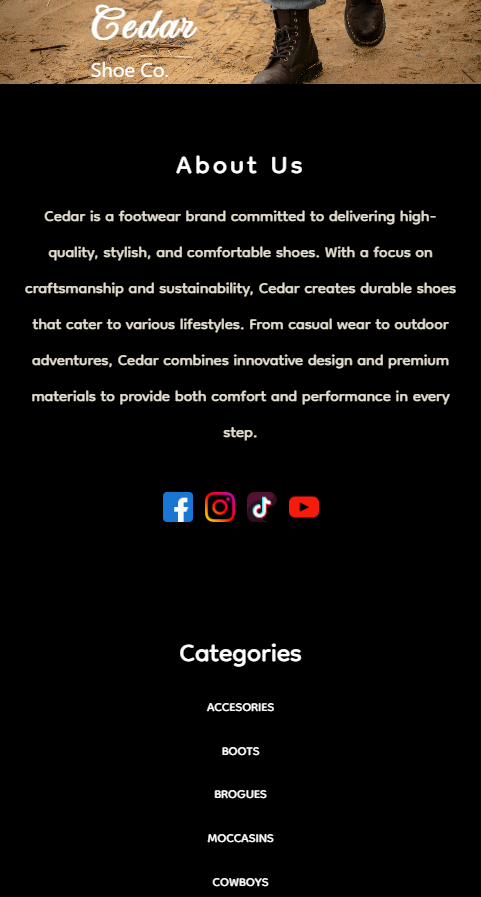 Cedar
Shoe Co.
About Us
Cedar is a footwear brand committed to delivering high-
quality, stylish, and comfortable shoes. With a focus on
craftsmanship and sustainability, Cedar creates durable shoes
that cater to various lifestyles. From casual wear to outdoor
adventures, Cedar combines innovative design and premium
materials to provide both comfort and performance in every
step.
Categories
ACCESORIES
BOOTS
BROGUES
MOCCASINS
COWBOYS